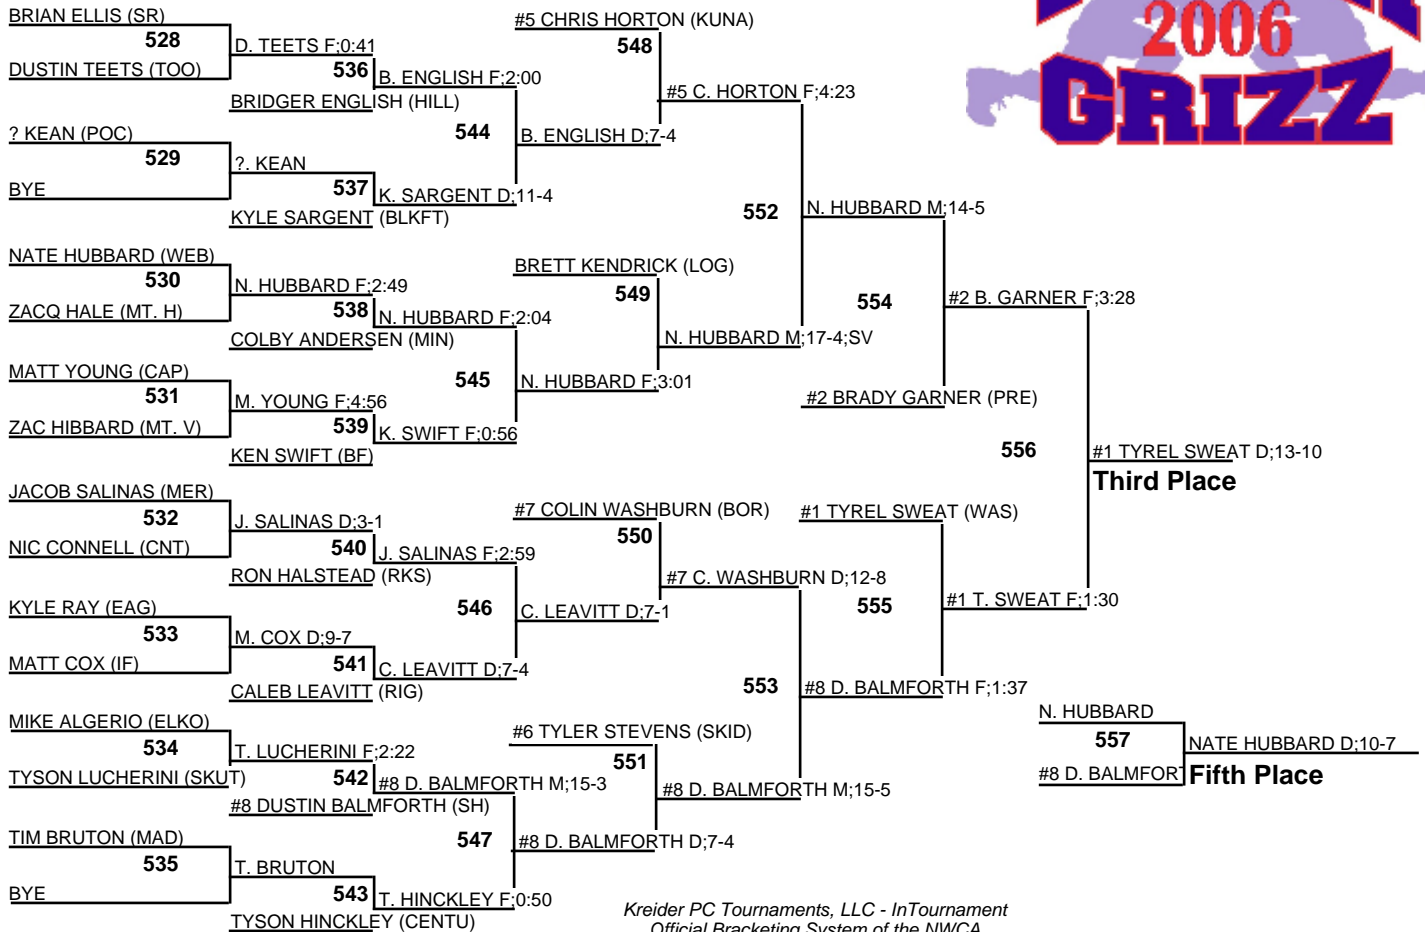 2006
GRIZZ
BRIAN ELLIS (SR)
528
DUSTIN TEETS (TOO)
D. TEETS F;0:41
536
BRIDGER ENGLISH (HILL)
B. ENGLISH F;2:00
544
? KEAN (POC)
529
BYE
?. KEAN
537
KYLE SARGENT (BLKFT)
K. SARGENT D;11-4
B. ENGLISH D;7-4
#5 CHRIS HORTON (KUNA)
548
#5 C. HORTON F;4:23
552
NATE HUBBARD (WEB)
530
ZACQ HALE (MT. H)
N. HUBBARD F;2:49
538
COLBY ANDERSEN (MIN)
N. HUBBARD F;2:04
545
MATT YOUNG (CAP)
531
ZAC HIBBARD (MT. V)
M. YOUNG F;4:56
539
KEN SWIFT (BF)
K. SWIFT F;0:56
N. HUBBARD F;3:01
BRETT KENDRICK (LOG)
549
N. HUBBARD M;17-4;SV
N. HUBBARD M;14-5
554
#2 BRADY GARNER (PRE)
#2 B. GARNER F;3:28
556
#1 TYREL SWEAT D;13-10
Third Place
JACOB SALINAS (MER)
532
NIC CONNELL (CNT)
J. SALINAS D;3-1
540
RON HALSTEAD (RKS)
J. SALINAS F;2:59
546
KYLE RAY (EAG)
533
MATT COX (IF)
M. COX D;9-7
541
CALEB LEAVITT (RIG)
C. LEAVITT D;7-4
C. LEAVITT D;7-1
#7 COLIN WASHBURN (BOR)
550
#7 C. WASHBURN D;12-8
553
#1 TYREL SWEAT (WAS)
555
#1 T. SWEAT F;1:30
MIKE ALGERIO (ELKO)
534
TYSON LUCHERINI (SKUT)
T. LUCHERINI F;2:22
542
#8 DUSTIN BALMFORTH (SH)
#8 D. BALMFORTH M;15-3
547
TIM BRUTON (MAD)
535
BYE
T. BRUTON
543
TYSON HINCKLEY (CENTU)
T. HINCKLEY F;0:50
#8 D. BALMFORTH D;7-4
#6 TYLER STEVENS (SKID)
551
#8 D. BALMFORTH M;15-5
#8 D. BALMFORTH F;1:37
N. HUBBARD
557
#8 D. BALMFORT
NATE HUBBARD D;10-7
Fifth Place
Kreider PC Tournaments, LLC - InTournament
Official Bracketing System of the NWCA